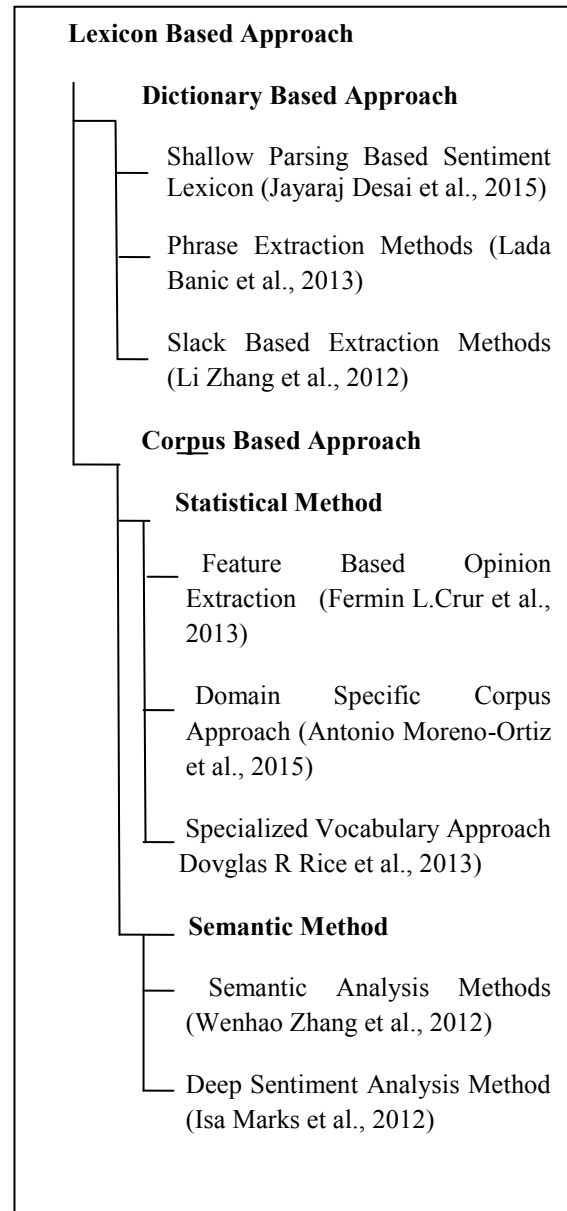 Lexicon Based Approach
Dictionary Based Approach
Shallow Parsing Based Sentiment
Lexicon (Jayaraj Desai et al., 2015)
Phrase Extraction Methods (Lada
Banic et al., 2013)
Slack Based Extraction Methods
(Li Zhang et al., 2012)
Corpus Based Approach
Statistical Method
Feature Based Opinion
Extraction (Fermin L.Crur et al.,
2013)
Domain Specific Corpus
Approach (Antonio Moreno-Ortiz
et al., 2015)
Specialized Vocabulary Approach
Dovglas R Rice et al., 2013)
Semantic Method
Semantic Analysis Methods
(Wenhao Zhang et al., 2012)
Deep Sentiment Analysis Method
(Isa Marks et al., 2012)